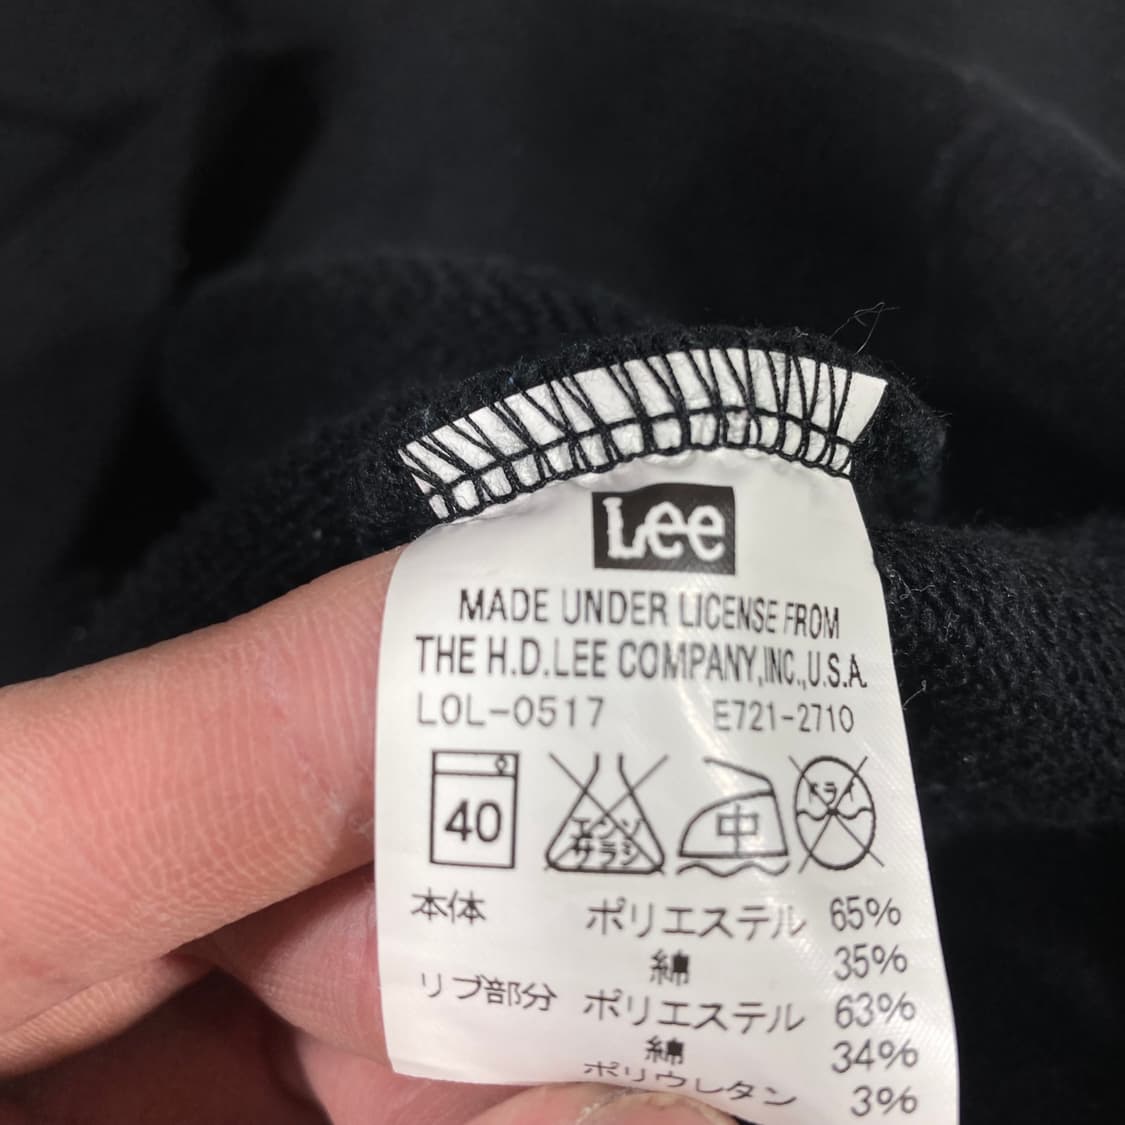 Lee
MADE UNDER LICENSE FROM
THE H.D.LEE COMPANY,INC.,U.S.A.
LOL-0517 E721-2710
40 エンソ サラシ 中 ドライ
本体 ポリエステル 65%
綿 35%
リブ部分 ポリエステル 63%
綿 34%
ポリウレタン 3%